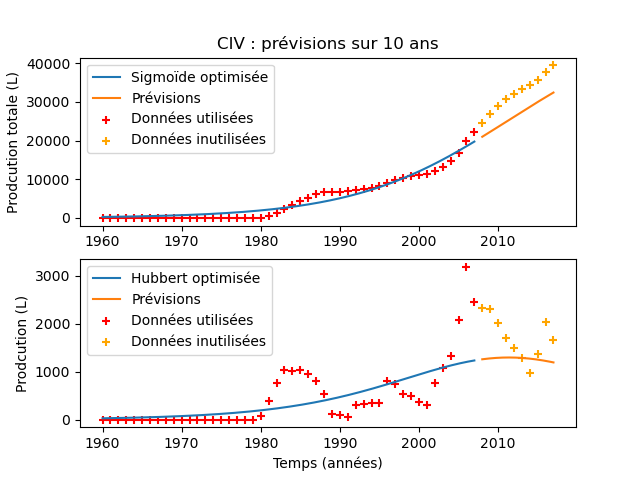 CIV : prévisions sur 10 ans
Prodcution totale (L)
40000
30000
20000
10000
0
Sigmoïde optimisée
Prévisions
Données utilisées
Données inutilisées
1960 1970 1980 1990 2000 2010
Prodcution (L)
3000
2000
1000
0
Hubbert optimisée
Prévisions
Données utilisées
Données inutilisées
1960 1970 1980 1990 2000 2010
Temps (années)